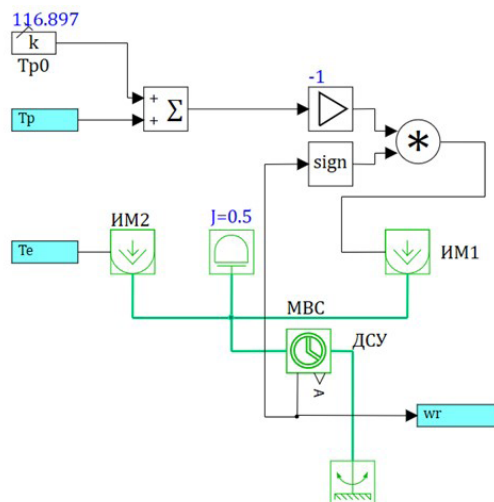 116.897
k
Tp0
Tp
+
+
Σ
-1
*
sign
J=0.5
ИМ2
Te
ИМ1
МВС
ДСУ
A
wr